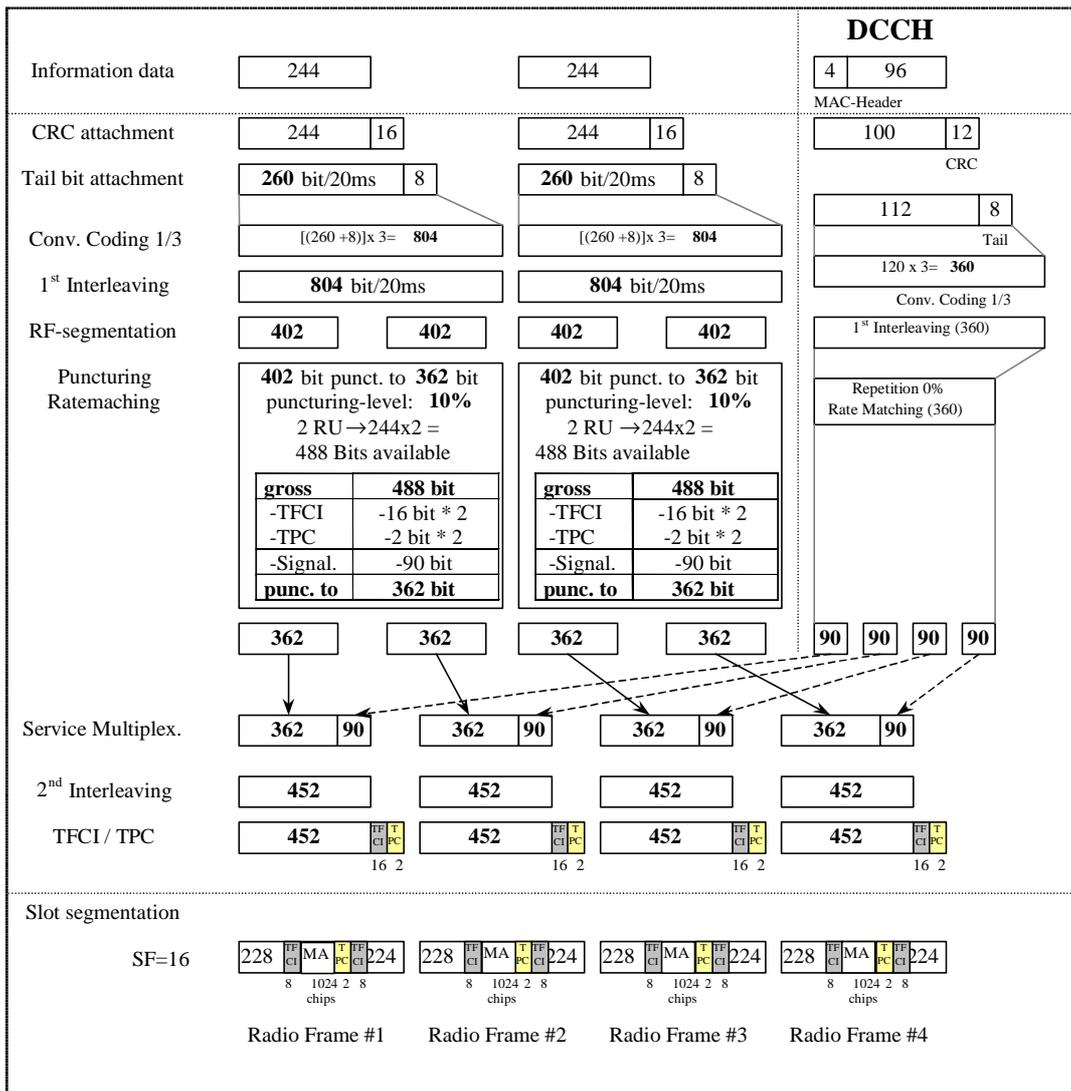 DCCH
Information data 244 244 4 96
MAC-Header
CRC attachment 244 16 244 16 100 12
CRC
Tail bit attachment 260 bit/20ms 8 260 bit/20ms 8
112 8
Tail
Conv. Coding 1/3 [(260 +8)]x 3= 804 [(260 +8)]x 3= 804
120 x 3= 360
Conv. Coding 1/3
1st Interleaving 804 bit/20ms 804 bit/20ms
RF-segmentation 402 402 402 402 1st Interleaving (360)
Puncturing
Ratemaching
402 bit punct. to 362 bit
puncturing-level: 10%
2 RU→244x2 =
488 Bits available
gross 488 bit
-TFCI -16 bit * 2
-TPC -2 bit * 2
-Signal. -90 bit
punc. to 362 bit
402 bit punct. to 362 bit
puncturing-level: 10%
2 RU→244x2 =
488 Bits available
gross 488 bit
-TFCI -16 bit * 2
-TPC -2 bit * 2
-Signal. -90 bit
punc. to 362 bit
Repetition 0%
Rate Matching (360)
362 362 362 362 90 90 90 90
Service Multiplex. 362 90 362 90 362 90 362 90
2nd Interleaving 452 452 452 452
TFCI / TPC 452 TF CI T PC 452 TF CI T PC 452 TF CI T PC 452 TF CI T PC
16 2 16 2 16 2 16 2
Slot segmentation
SF=16 228 TF CI MA T PC TF CI 224 228 TF CI MA T PC TF CI 224 228 TF CI MA T PC TF CI 224 228 TF CI MA T PC TF CI 224
8 1024 2 8 8 1024 2 8 8 1024 2 8 8 1024 2 8
chips chips chips chips
Radio Frame #1 Radio Frame #2 Radio Frame #3 Radio Frame #4